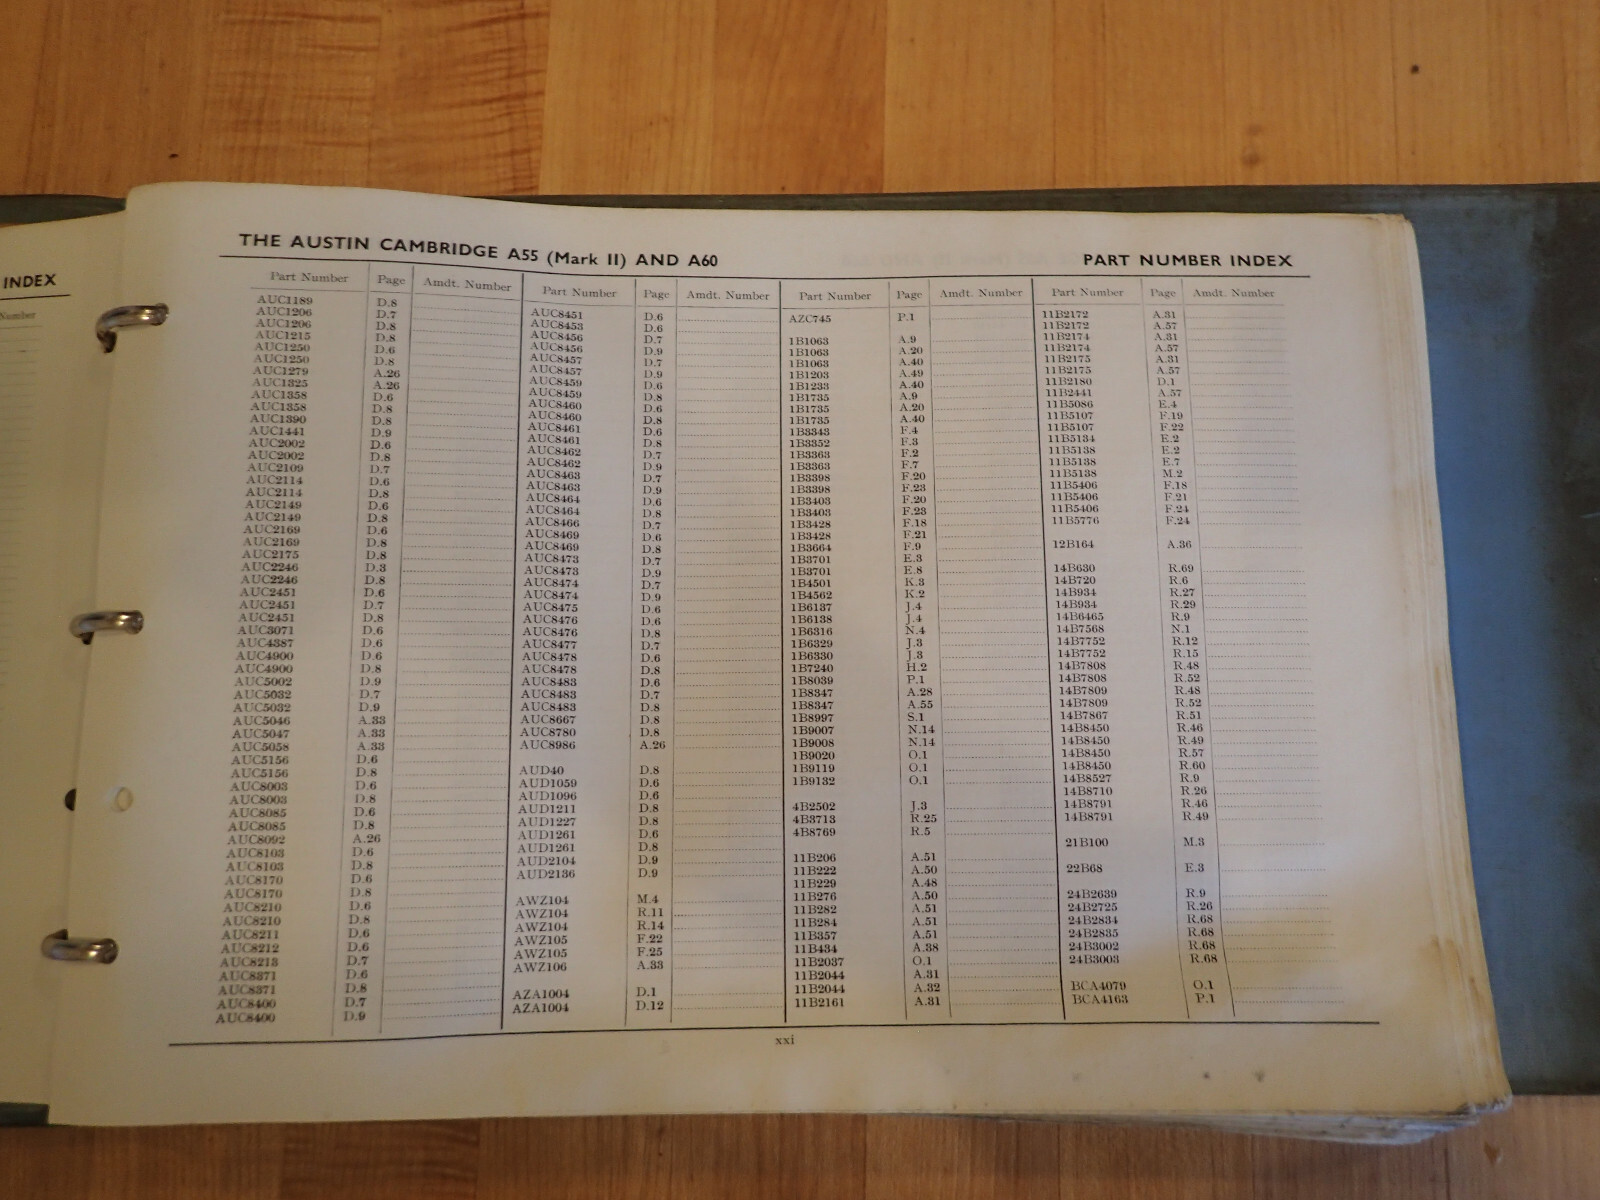 INDEX
Number
THE AUSTIN CAMBRIDGE A55 (Mark II) AND A60
PART NUMBER INDEX
Part Number Page Amdt. Number
AUC1189 D.8
AUC1206 D.7
AUC1206 D.8
AUC1215 D.8
AUC1250 D.6
AUC1250 D.8
AUC1279 A.26
AUC1325 A.26
AUC1358 D.6
AUC1358 D.8
AUC1390 D.8
AUC1441 D.9
AUC2002 D.6
AUC2002 D.8
AUC2109 D.7
AUC2114 D.6
AUC2114 D.8
AUC2149 D.6
AUC2149 D.8
AUC2169 D.6
AUC2169 D.8
AUC2175 D.8
AUC2246 D.3
AUC2246 D.8
AUC2451 D.6
AUC2451 D.7
AUC2451 D.8
AUC3071 D.6
AUC4387 D.6
AUC4900 D.6
AUC4900 D.8
AUC5002 D.9
AUC5032 D.7
AUC5032 D.9
AUC5046 A.33
AUC5047 A.33
AUC5058 A.33
AUC5156 D.6
AUC5156 D.8
AUC8003 D.6
AUC8003 D.8
AUC8085 D.6
AUC8085 D.8
AUC8092 A.26
AUC8103 D.6
AUC8103 D.8
AUC8170 D.6
AUC8170 D.8
AUC8210 D.6
AUC8210 D.8
AUC8211 D.6
AUC8212 D.6
AUC8213 D.7
AUC8371 D.6
AUC8371 D.8
AUC8400 D.7
AUC8400 D.9
Part Number Page Amdt. Number
AUC8451 D.6
AUC8453 D.6
AUC8456 D.7
AUC8456 D.9
AUC8457 D.7
AUC8457 D.9
AUC8459 D.6
AUC8459 D.8
AUC8460 D.6
AUC8460 D.8
AUC8461 D.6
AUC8461 D.8
AUC8462 D.7
AUC8462 D.9
AUC8463 D.7
AUC8463 D.9
AUC8464 D.6
AUC8464 D.8
AUC8466 D.7
AUC8469 D.6
AUC8469 D.8
AUC8473 D.7
AUC8473 D.9
AUC8474 D.7
AUC8474 D.9
AUC8475 D.6
AUC8476 D.6
AUC8476 D.8
AUC8477 D.7
AUC8478 D.6
AUC8478 D.8
AUC8483 D.6
AUC8483 D.7
AUC8483 D.8
AUC8667 D.8
AUC8780 D.8
AUC8986 A.26
AUD40 D.8
AUD1059 D.6
AUD1096 D.6
AUD1211 D.8
AUD1227 D.8
AUD1261 D.6
AUD1261 D.8
AUD2104 D.9
AUD2136 D.9
AWZ104 M.4
AWZ104 R.11
AWZ104 R.14
AWZ105 F.22
AWZ105 F.25
AWZ106 A.33
AZA1004 D.1
AZA1004 D.12
Part Number Page Amdt. Number
AZC745 P.1
1B1063 A.9
1B1063 A.20
1B1063 A.40
1B1203 A.49
1B1233 A.40
1B1735 A.9
1B1735 A.20
1B1735 A.40
1B3343 F.4
1B3352 F.3
1B3363 F.2
1B3363 F.7
1B3398 F.20
1B3398 F.23
1B3403 F.20
1B3403 F.23
1B3428 F.18
1B3428 F.21
1B3664 F.9
1B3701 E.3
1B3701 E.8
1B4501 K.3
1B4562 K.2
1B6137 J.4
1B6138 J.4
1B6316 N.4
1B6329 J.3
1B6330 J.3
1B7240 H.2
1B8039 P.1
1B8347 A.28
1B8347 A.55
1B8997 S.1
1B9007 N.14
1B9008 N.14
1B9020 O.1
1B9119 O.1
1B9132 O.1
4B2502 J.3
4B3713 R.25
4B8769 R.5
11B206 A.51
11B222 A.50
11B229 A.48
11B276 A.50
11B282 A.51
11B284 A.51
11B357 A.51
11B434 A.38
11B2037 O.1
11B2044 A.31
11B2044 A.32
11B2161 A.31
Part Number Page Amdt. Number
11B2172 A.31
11B2172 A.57
11B2174 A.31
11B2174 A.57
11B2175 A.31
11B2175 A.57
11B2180 D.1
11B2441 A.57
11B5086 E.4
11B5107 F.19
11B5107 F.22
11B5134 E.2
11B5138 E.2
11B5138 E.7
11B5138 M.2
11B5406 F.18
11B5406 F.21
11B5406 F.24
11B5776 F.24
12B164 A.36
14B630 R.69
14B720 R.6
14B934 R.27
14B934 R.29
14B6465 R.9
14B7568 N.1
14B7752 R.12
14B7752 R.15
14B7808 R.48
14B7808 R.52
14B7809 R.48
14B7809 R.52
14B7867 R.51
14B8450 R.46
14B8450 R.49
14B8450 R.57
14B8450 R.60
14B8527 R.9
14B8710 R.26
14B8791 R.46
14B8791 R.49
21B100 M.3
22B68 E.3
24B2639 R.9
24B2725 R.26
24B2834 R.68
24B2835 R.68
24B3002 R.68
24B3003 R.68
BCA4079 O.1
BCA4163 P.1
xxi